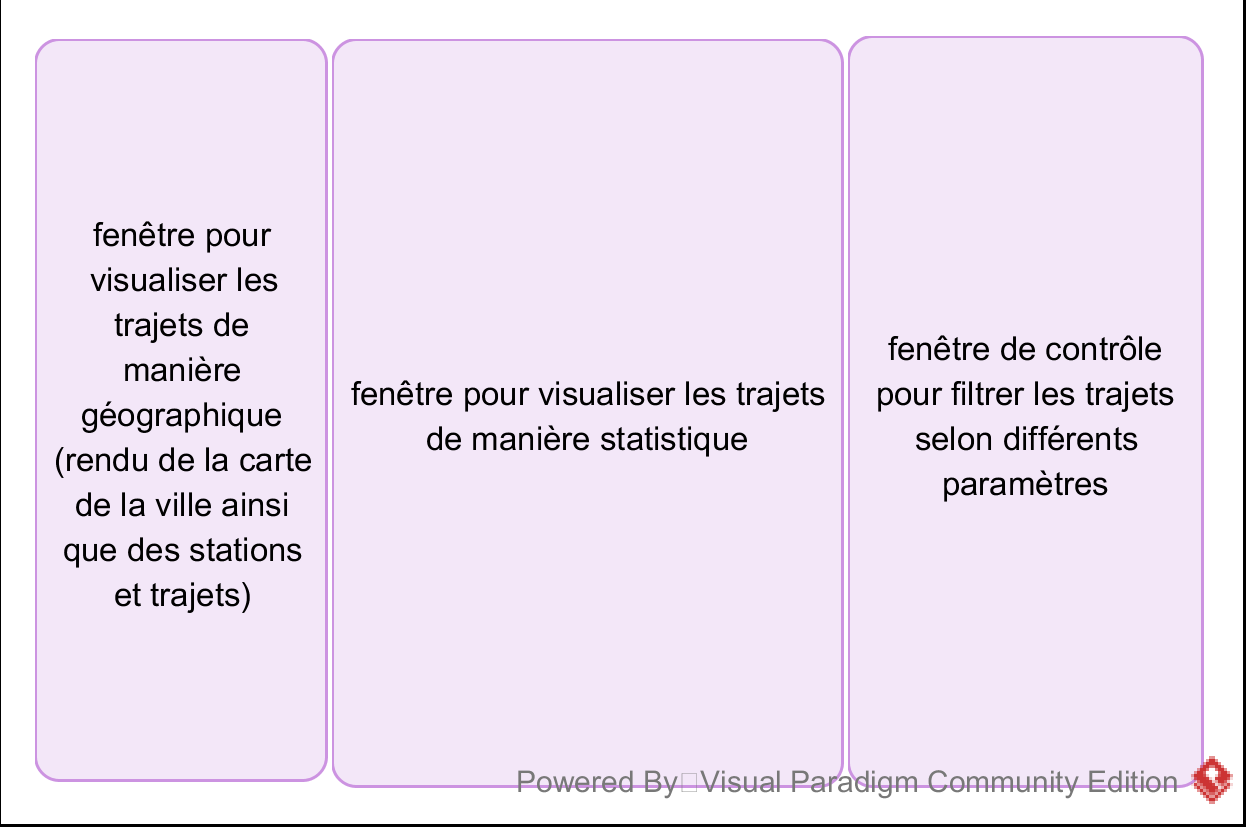 fenêtre pour
visualiser les
trajets de
manière
géographique
(rendu de la carte
de la ville ainsi
que des stations
et trajets)
fenêtre pour visualiser les trajets
de manière statistique
fenêtre de contrôle
pour filtrer les trajets
selon différents
paramètres
Powered By Visual Paradigm Community Edition